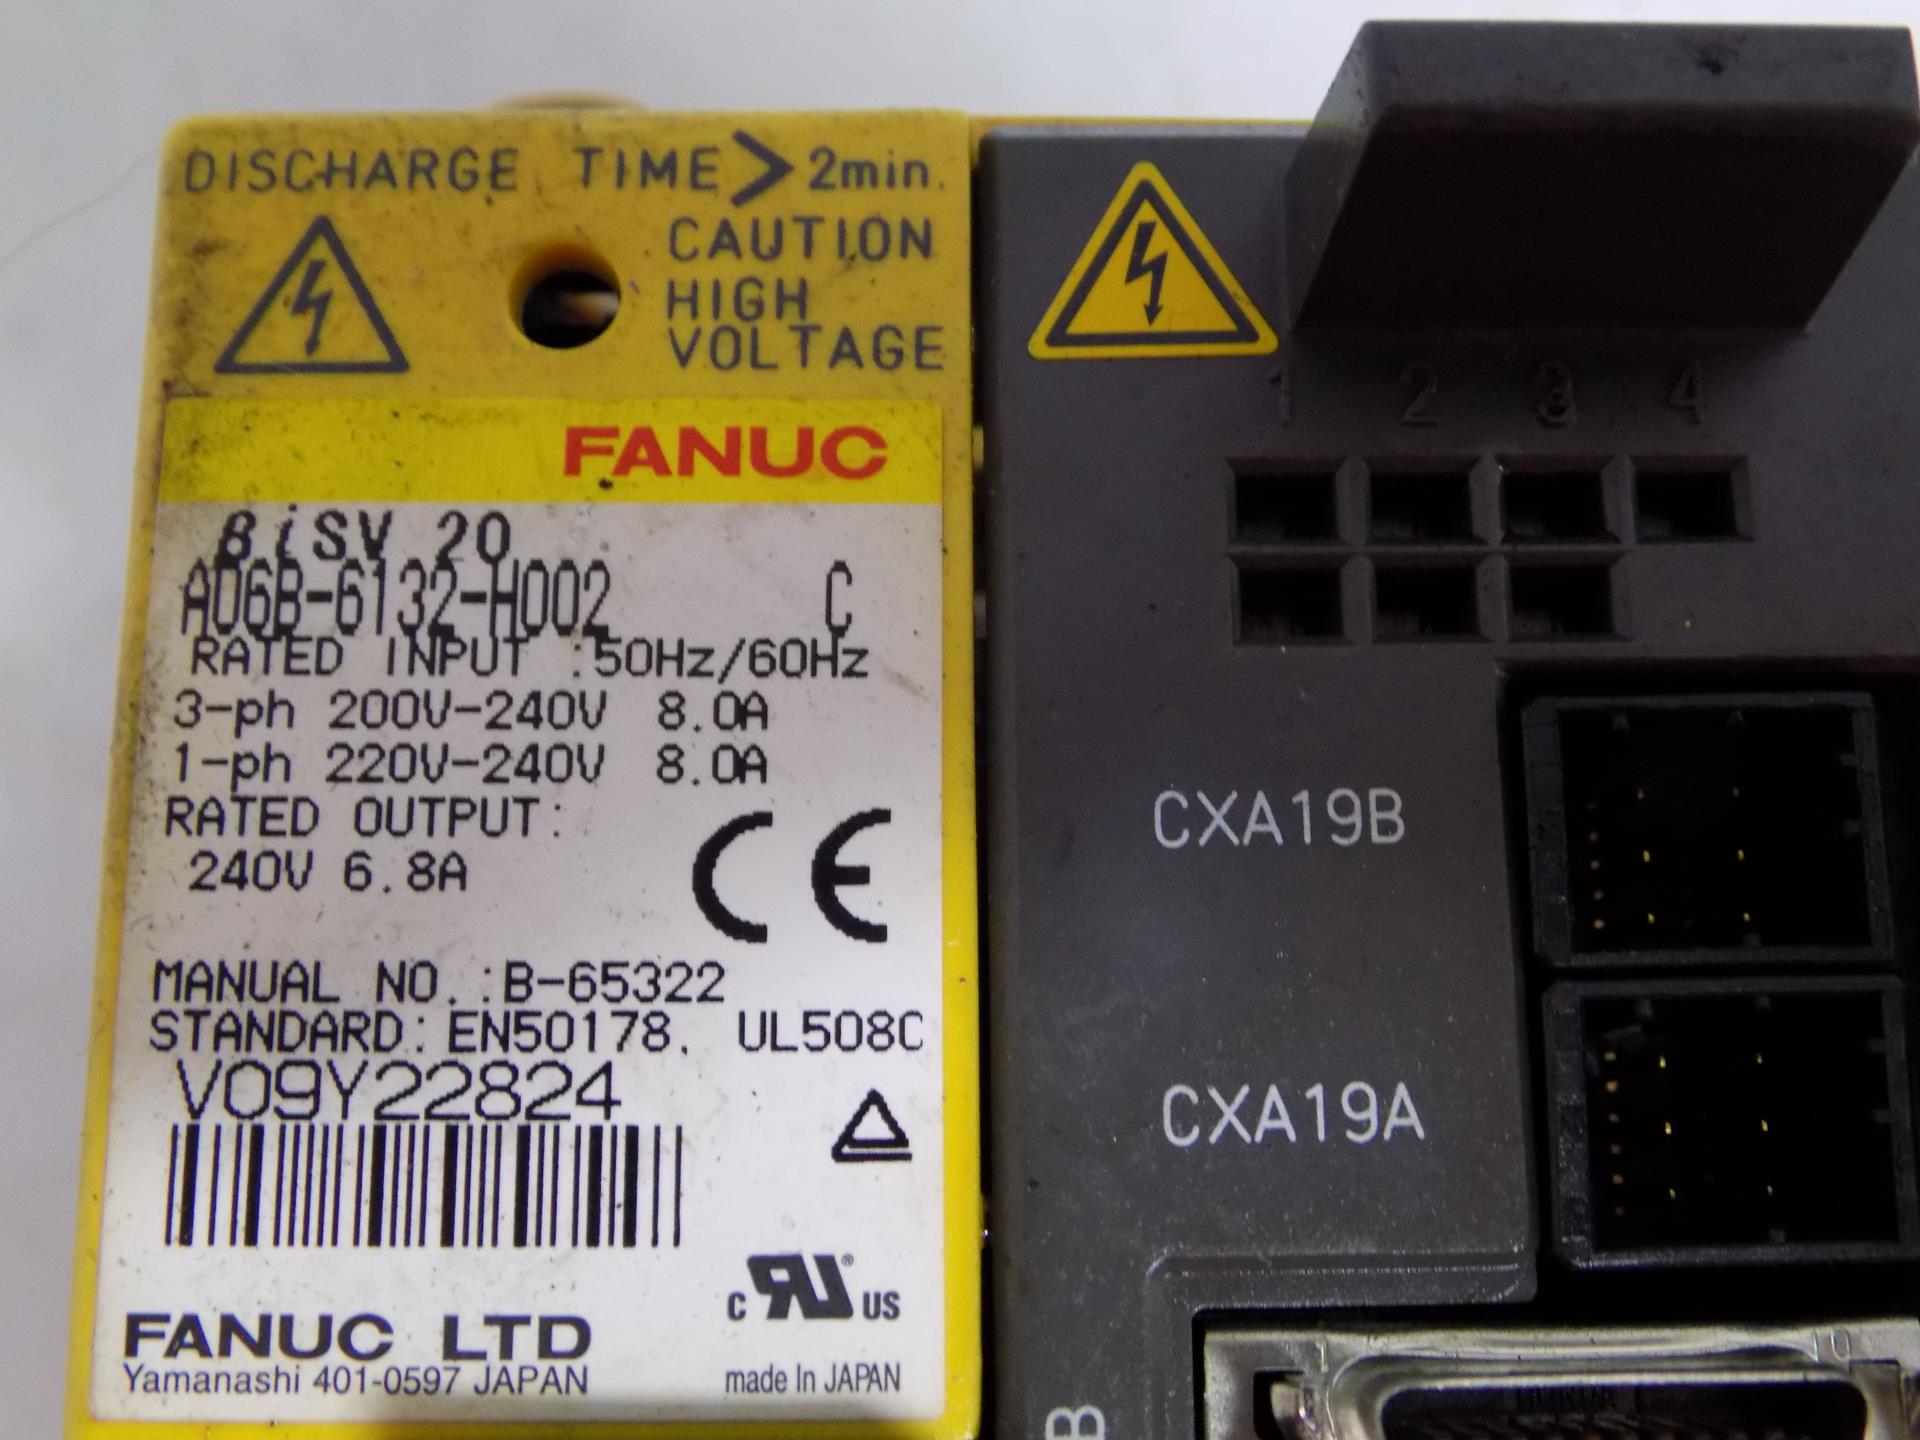 DISCHARGE TIME > 2min.
CAUTION
HIGH
VOLTAGE
FANUC
βiSV 20
A06B-6132-H002 C
RATED INPUT :50Hz/60Hz
3-ph 200V-240V 8.0A
1-ph 220V-240V 8.0A
RATED OUTPUT:
240V 6.8A
CE
MANUAL NO.:B-65322
STANDARD:EN50178, UL508C
V09Y22824
c RU ® US
FANUC LTD
Yamanashi 401-0597 JAPAN
made In JAPAN
1 2 3 4
CXA19B
CXA19A
1 10
B